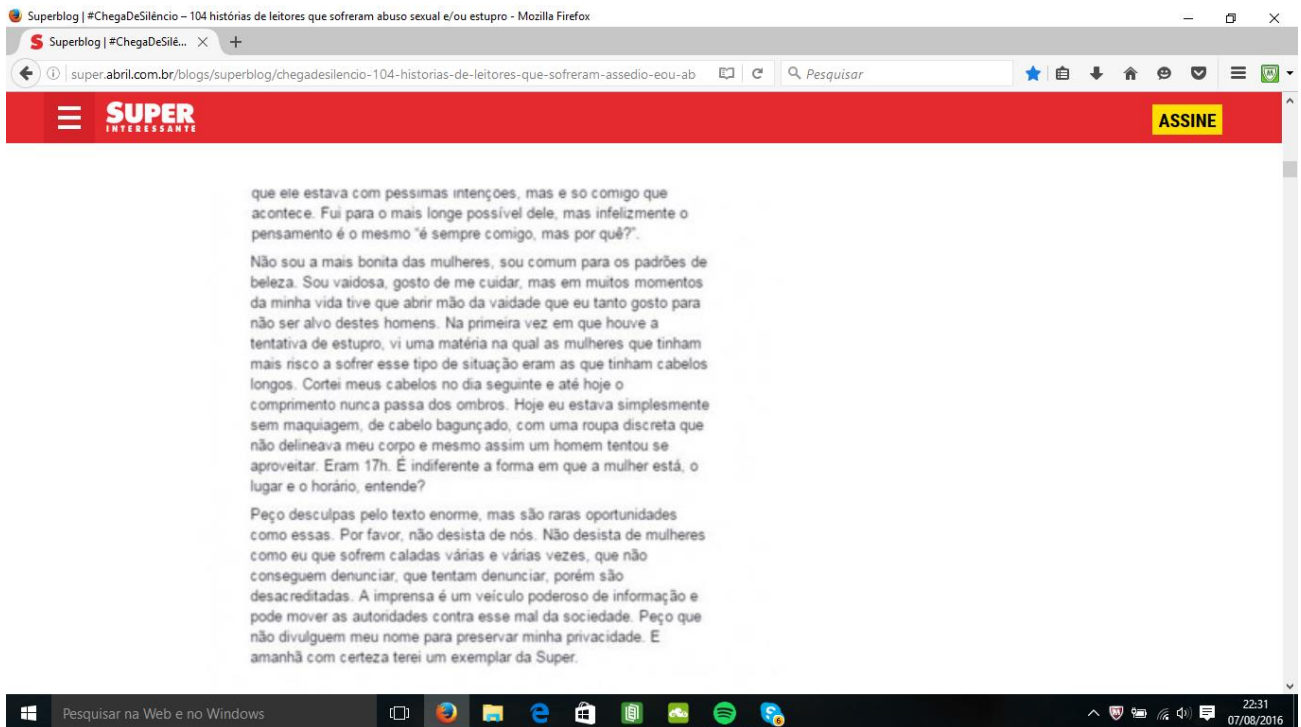 Superblog | #ChegaDeSilêncio – 104 histórias de leitores que sofreram abuso sexual e/ou estupro - Mozilla Firefox
Superblog | #ChegaDeSilê...
super.abril.com.br/blogs/superblog/chegadesilencio-104-historias-de-leitores-que-sofreram-assedio-eou-ab
Pesquisar
SUPER
INTERESSANTE
ASSINE
que ele estava com péssimas intenções, mas é só comigo que
acontece. Fui para o mais longe possível dele, mas infelizmente o
pensamento é o mesmo “é sempre comigo, mas por quê?”.
Não sou a mais bonita das mulheres, sou comum para os padrões de
beleza. Sou vaidosa, gosto de me cuidar, mas em muitos momentos
da minha vida tive que abrir mão da vaidade que eu tanto gosto para
não ser alvo destes homens. Na primeira vez em que houve a
tentativa de estupro, vi uma matéria na qual as mulheres que tinham
mais risco a sofrer esse tipo de situação eram as que tinham cabelos
longos. Cortei meus cabelos no dia seguinte e até hoje o
comprimento nunca passa dos ombros. Hoje eu estava simplesmente
sem maquiagem, de cabelo bagunçado, com uma roupa discreta que
não delineava meu corpo e mesmo assim um homem tentou se
aproveitar. Eram 17h. É indiferente a forma em que a mulher está, o
lugar e o horário, entende?
Peço desculpas pelo texto enorme, mas são raras oportunidades
como essas. Por favor, não desista de nós. Não desista de mulheres
como eu que sofrem caladas várias e várias vezes, que não
conseguem denunciar, que tentam denunciar, porém são
desacreditadas. A imprensa é um veículo poderoso de informação e
pode mover as autoridades contra esse mal da sociedade. Peço que
não divulguem meu nome para preservar minha privacidade. E
amanhã com certeza terei um exemplar da Super.
Pesquisar na Web e no Windows
22:31
07/08/2016